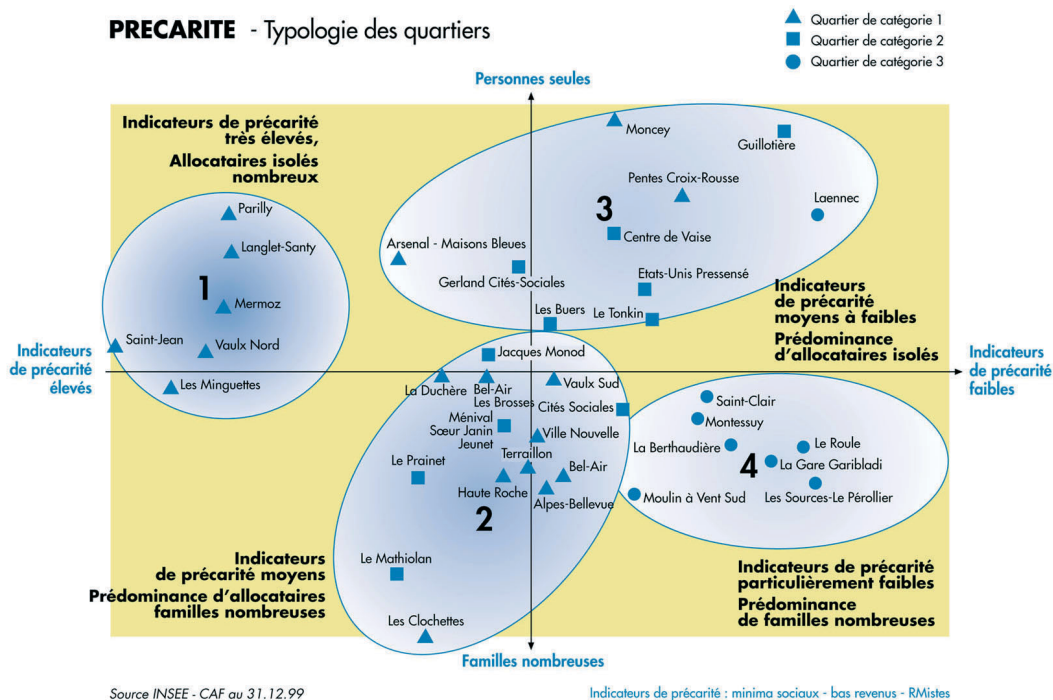 PRECARITE - Typologie des quartiers
Quartier de catégorie 1
Quartier de catégorie 2
Quartier de catégorie 3
Personnes seules
Indicateurs de précarité
très élevés,
Allocataires isolés
nombreux
Moncey
Guillotière
Pentes Croix-Rousse
Laennec
Parilly
3
Langlet-Santy
Arsenal - Maisons Bleues
Centre de Vaise
1
Gerland Cités-Sociales
Etats-Unis Pressensé
Mermoz
Les Buers
Le Tonkin
Indicateurs
de précarité
moyens à faibles
Prédominance
d'allocataires isolés
Saint-Jean
Vaulx Nord
Jacques Monod
Indicateurs
de précarité
élevés
Indicateurs
de précarité
faibles
Les Minguettes
La Duchère
Bel-Air
Les Brosses
Vaulx Sud
Cités Sociales
Saint-Clair
Montessuy
Ménival
Sœur Janin
Jeunet
Ville Nouvelle
La Berthaudière
Le Roule
Terraillon
4
La Gare Garibladi
Le Prainet
Bel-Air
Haute Roche
Alpes-Bellevue
Moulin à Vent Sud
Les Sources-Le Pérollier
2
Indicateurs
de précarité moyens
Prédominance d'allocataires
familles nombreuses
Le Mathiolan
Indicateurs de précarité
particulièrement faibles
Prédominance
de familles nombreuses
Les Clochettes
Familles nombreuses
Source INSEE - CAF au 31.12.99
Indicateurs de précarité : minima sociaux - bas revenus - RMistes